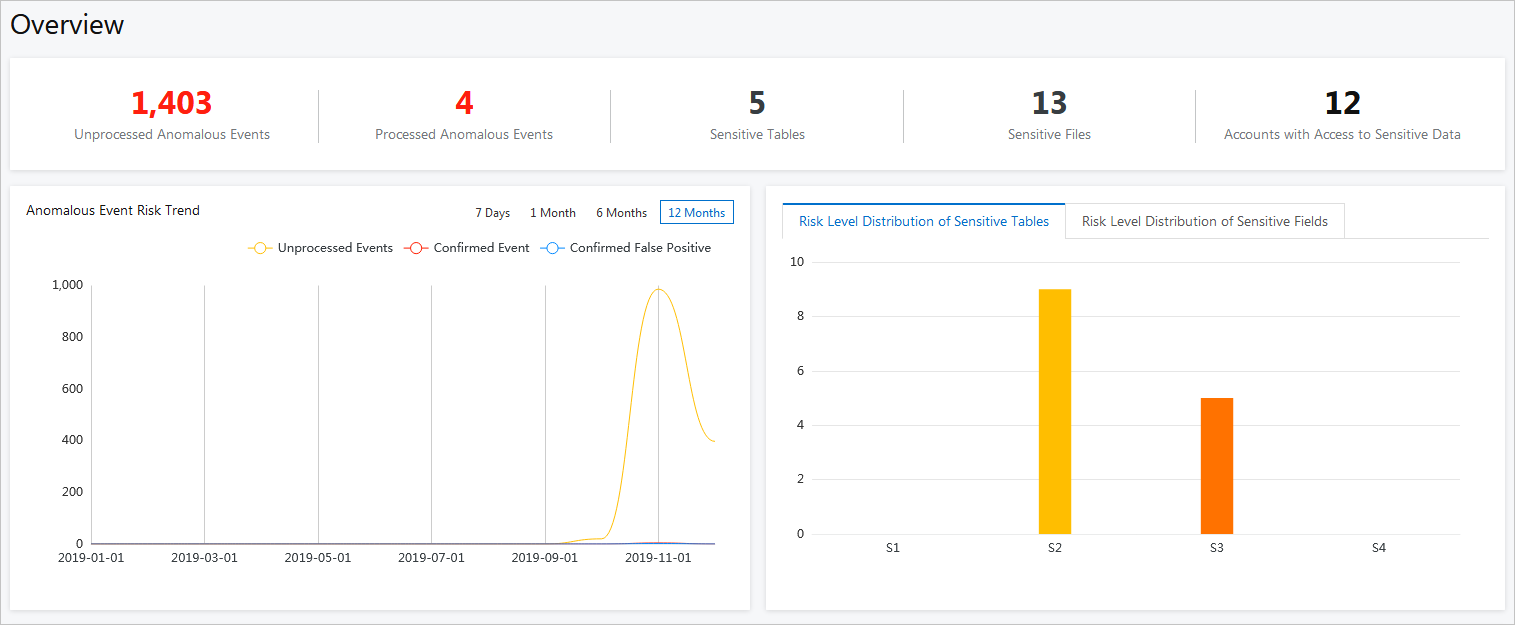 Overview
1,403
Unprocessed Anomalous Events
4
Processed Anomalous Events
5
Sensitive Tables
13
Sensitive Files
12
Accounts with Access to Sensitive Data
Anomalous Event Risk Trend
7 Days 1 Month 6 Months 12 Months
Unprocessed Events Confirmed Event Confirmed False Positive
1,000
800
600
400
200
0
2019-01-01 2019-03-01 2019-05-01 2019-07-01 2019-09-01 2019-11-01
Risk Level Distribution of Sensitive Tables Risk Level Distribution of Sensitive Fields
10
8
6
4
2
0
S1 S2 S3 S4